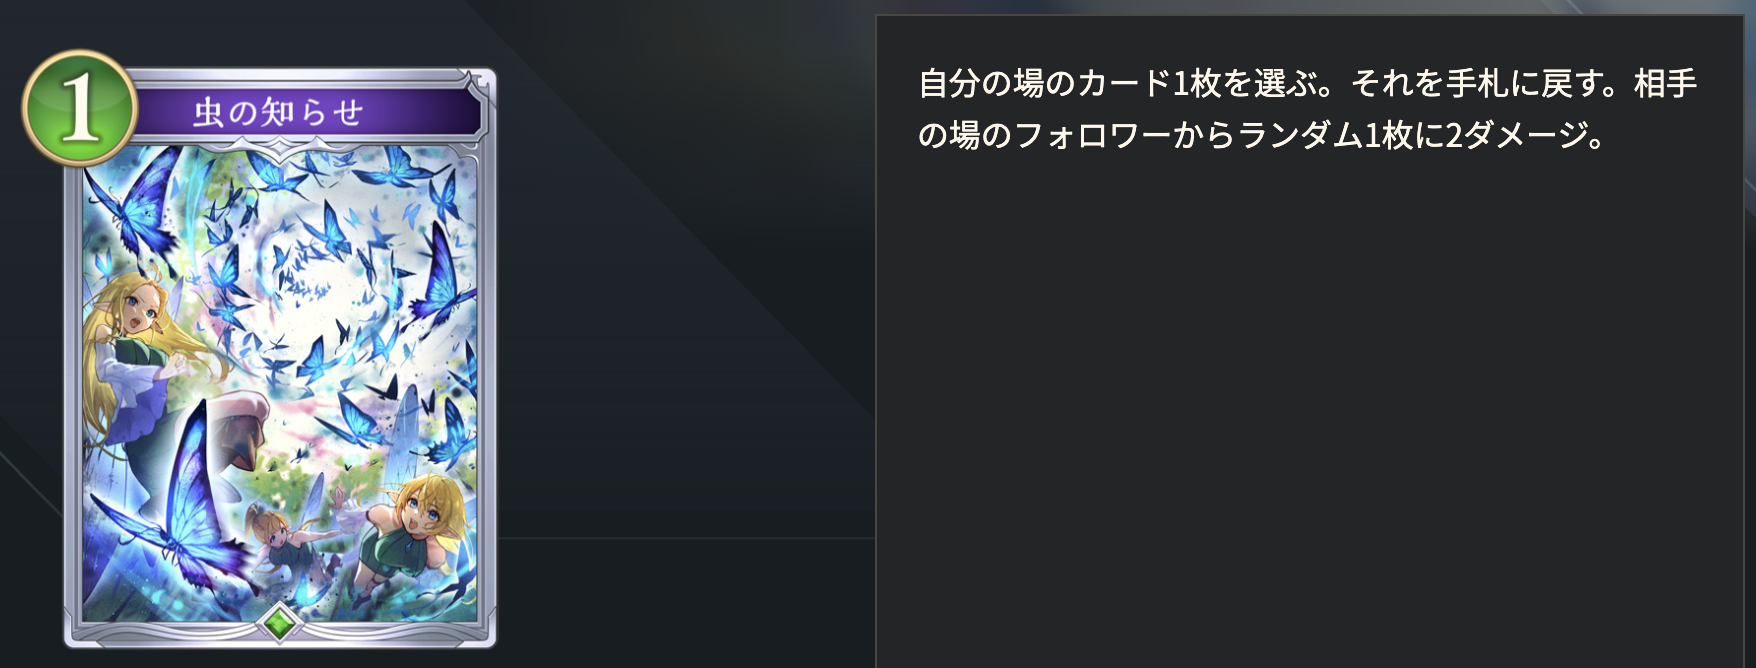 1
虫の知らせ
自分の場のカード1枚を選ぶ。それを手札に戻す。相手
の場のフォロワーからランダム1枚に2ダメージ。